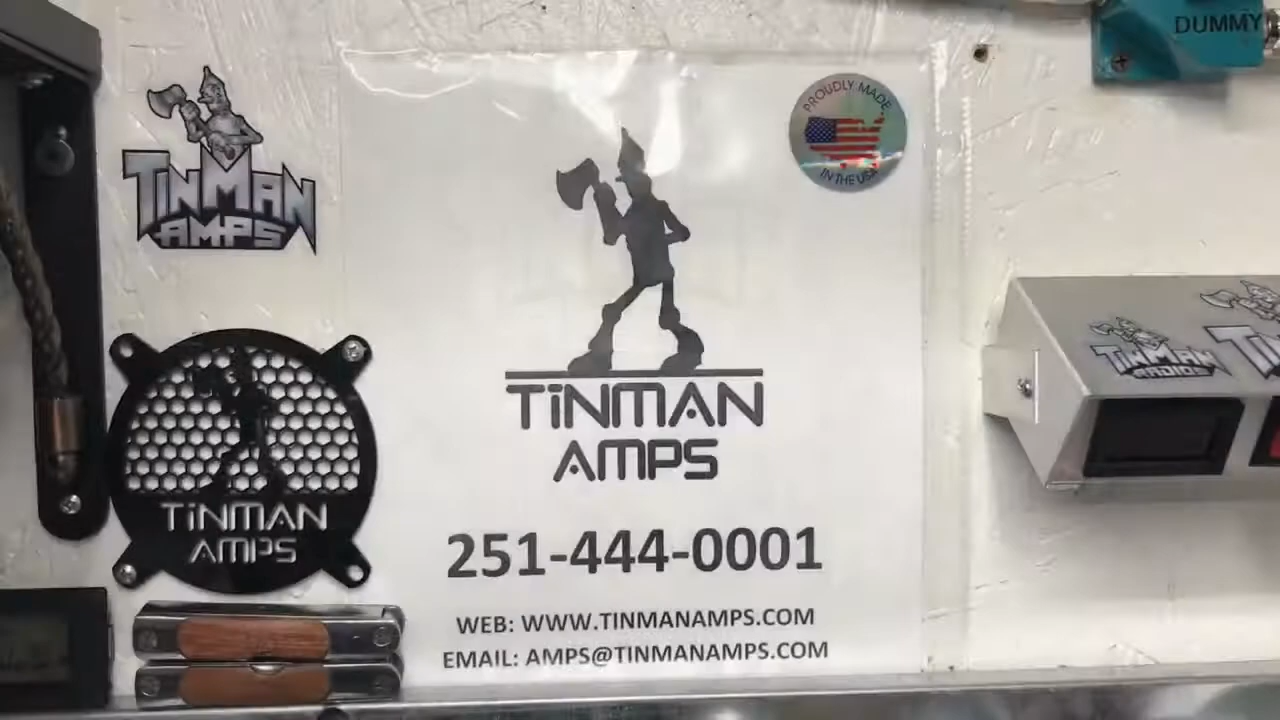 DUMMY
PROUDLY MADE
IN THE USA
TINMAN
AMPS
TINMAN
AMPS
251-444-0001
WEB: WWW.TINMANAMPS.COM
EMAIL: AMPS@TINMANAMPS.COM
TINMAN
AMPS
TINMAN
RADIOS